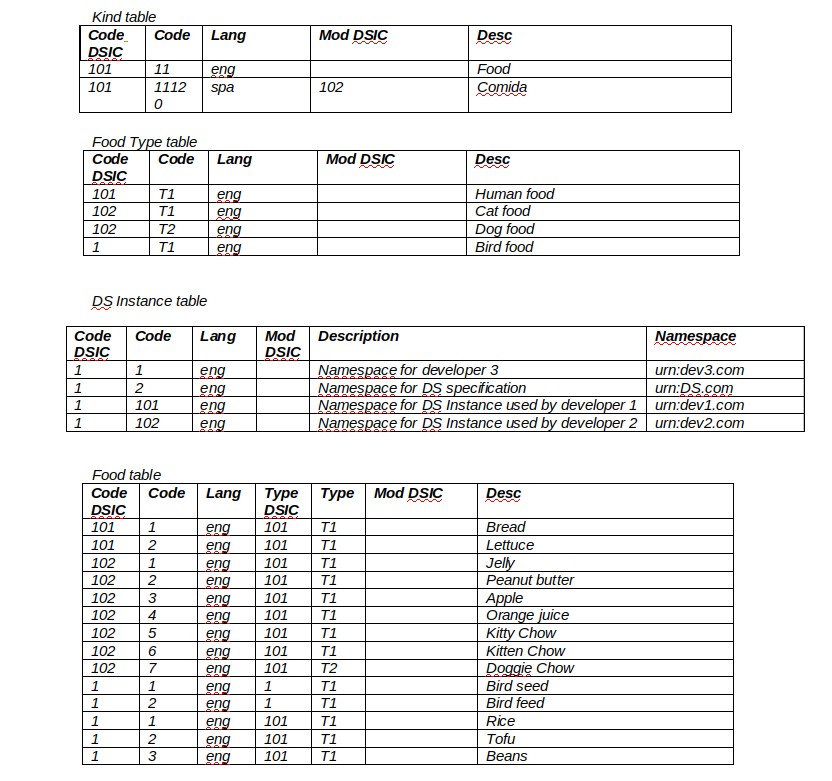 Kind table
Code DSIC Code Lang Mod DSIC Desc
101 11 eng Food
101 11120 spa 102 Comida
Food Type table
Code DSIC Code Lang Mod DSIC Desc
101 T1 eng Human food
102 T1 eng Cat food
102 T2 eng Dog food
1 T1 eng Bird food
DS Instance table
Code DSIC Code Lang Mod DSIC Description Namespace
1 1 eng Namespace for developer 3 urn:dev3.com
1 2 eng Namespace for DS specification urn:DS.com
1 101 eng Namespace for DS Instance used by developer 1 urn:dev1.com
1 102 eng Namespace for DS Instance used by developer 2 urn:dev2.com
Food table
Code DSIC Code Lang Type DSIC Type Mod DSIC Desc
101 1 eng 101 T1 Bread
101 2 eng 101 T1 Lettuce
102 1 eng 101 T1 Jelly
102 2 eng 101 T1 Peanut butter
102 3 eng 101 T1 Apple
102 4 eng 101 T1 Orange juice
102 5 eng 101 T1 Kitty Chow
102 6 eng 101 T1 Kitten Chow
102 7 eng 101 T2 Doggie Chow
1 1 eng 1 T1 Bird seed
1 2 eng 1 T1 Bird feed
1 1 eng 101 T1 Rice
1 2 eng 101 T1 Tofu
1 3 eng 101 T1 Beans